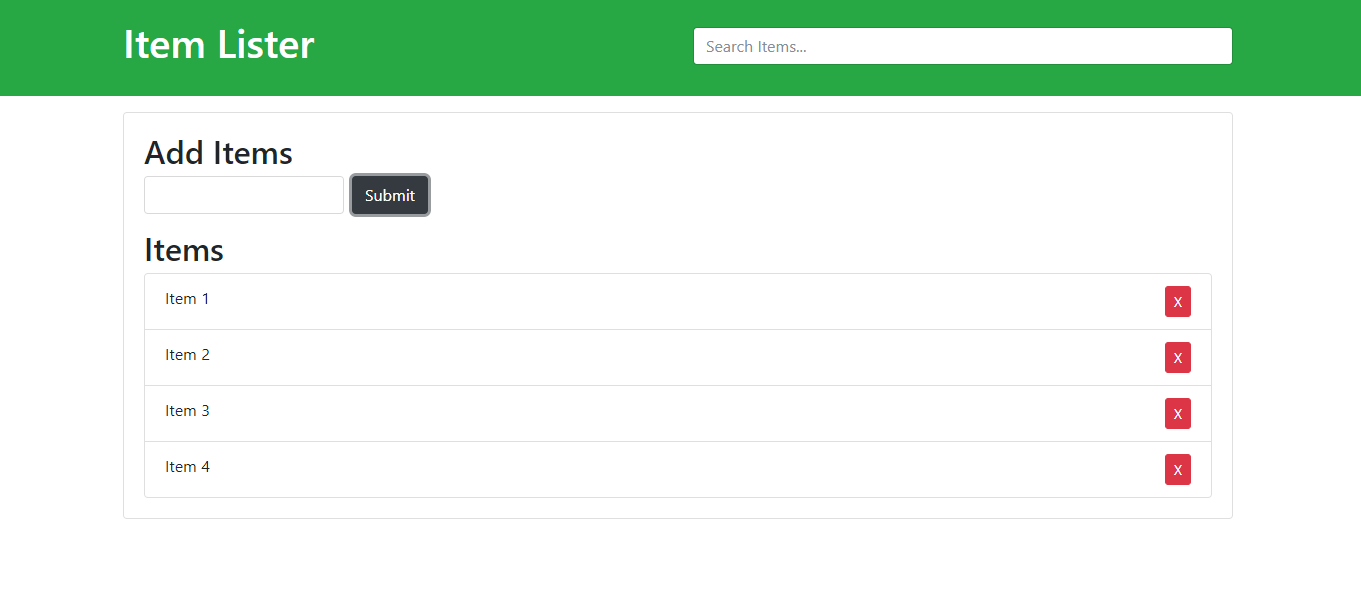 Item Lister
Search Items...
Add Items
Submit
Items
Item 1 X
Item 2 X
Item 3 X
Item 4 X